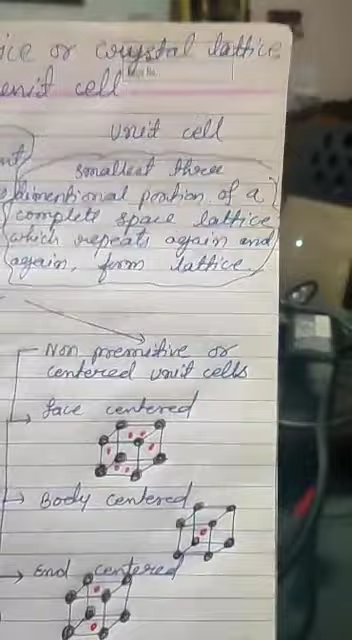 ice or crystal lattice
unit cell
unit cell
smallest three
dimentional portion of a
complete space lattice
which repeats again and
again, form lattice.
Non premitive or
centered unit cells
face centered
Body centered
End centered